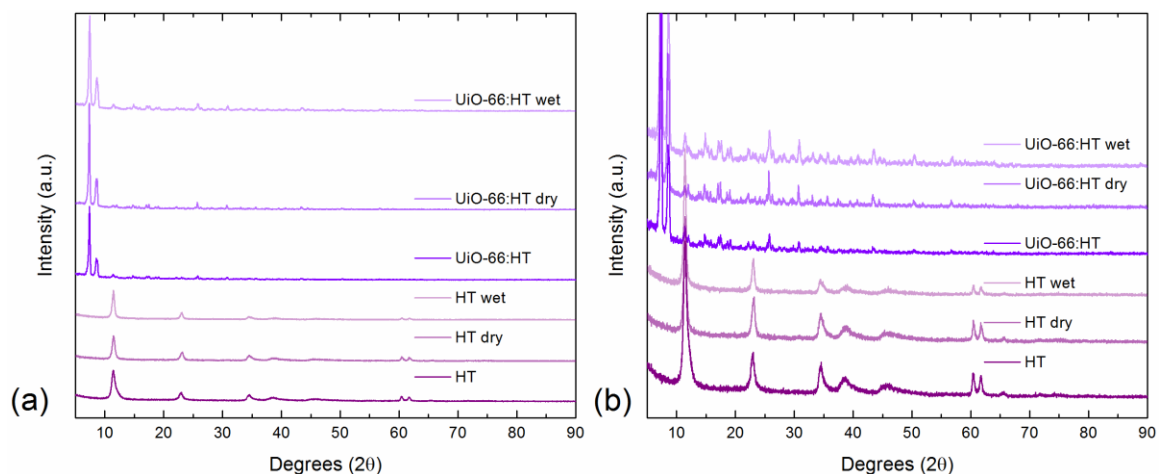 (a)
Intensity (a.u.)
UiO-66:HT wet
UiO-66:HT dry
UiO-66:HT
HT wet
HT dry
HT
10 20 30 40 50 60 70 80 90
Degrees (2θ)
(b)
Intensity (a.u.)
UiO-66:HT wet
UiO-66:HT dry
UiO-66:HT
HT wet
HT dry
HT
10 20 30 40 50 60 70 80 90
Degrees (2θ)